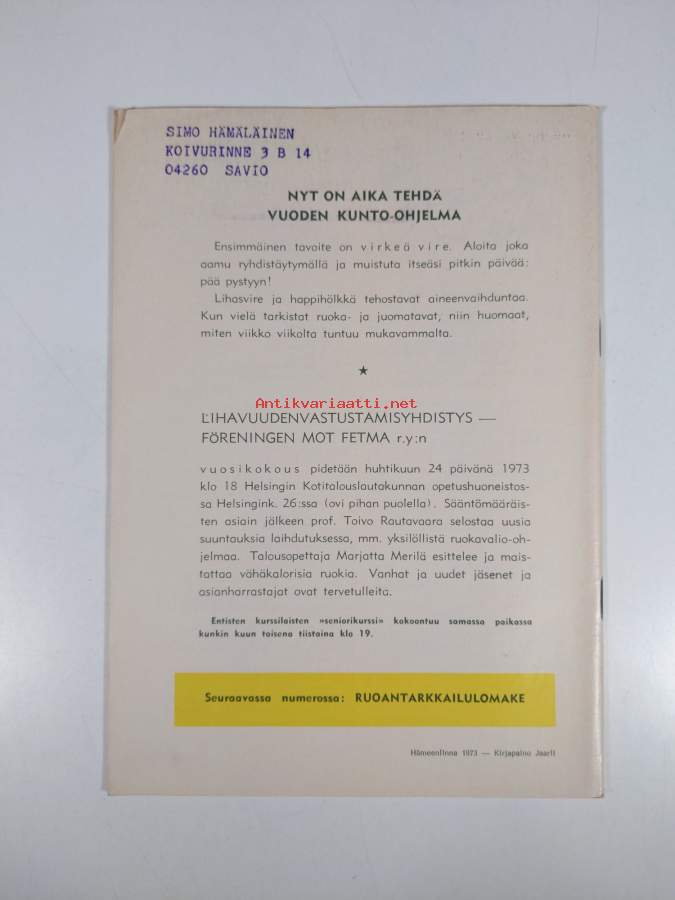 SIMO HÄMÄLÄINEN
KOIVURINNE 3 B 14
04260 SAVIO
NYT ON AIKA TEHDÄ
VUODEN KUNTO-OHJELMA
Ensimmäinen tavoite on virkeä vire. Aloita joka
aamu ryhdistäytymällä ja muistuta itseäsi pitkin päivää:
pää pystyyn!
Lihasvire ja happihölkkä tehostavat aineenvaihduntaa.
Kun vielä tarkistat ruoka- ja juomatavat, niin huomaat,
miten viikko viikolta tuntuu mukavammalta.
★
Antikvariaatti.net
LIHAVUUDENVASTUSTAMISYHDISTYS —
FÖRENINGEN MOT FETMA r.y:n
vuosikokous pidetään huhtikuun 24 päivänä 1973
klo 18 Helsingin Kotitalouslautakunnan opetushuoneistos-
sa Helsingink. 26:ssa (ovi pihan puolella). Sääntömääräis-
ten asiain jälkeen prof. Toivo Rautavaara selostaa uusia
suuntauksia laihdutuksessa, mm. yksilöllistä ruokavalio-oh-
jelmaa. Talousopettaja Marjatta Merilä esittelee ja mais-
tattaa vähäkalorisia ruokia. Vanhat ja uudet jäsenet ja
asianharrastajat ovat tervetulleita.
Entisten kurssilaisten »seniorikurssi» kokoontuu samassa paikassa
kunkin kuun toisena tiistaina klo 19.
Seuraavassa numerossa: RUOANTARKKAILULOMAKE
Hämeenlinna 1973 — Kirjapaino Jaarli